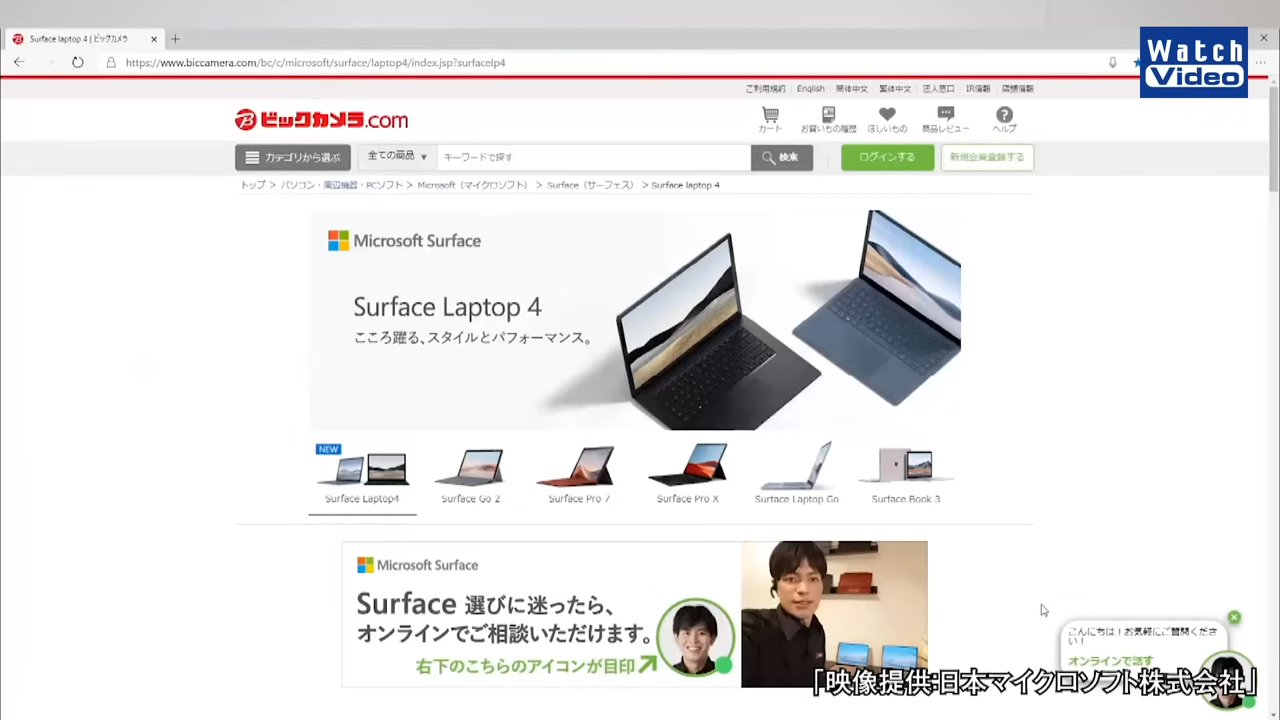 Surface laptop 4 | ビックカメラ
Watch
Video
https://www.biccamera.com/bc/c/microsoft/surface/laptop4/index.jsp?surfacelp4
ご利用規約 English 简体中文 繁体中文 法人窓口 IR情報 店舗情報
ビックカメラ.com
カート お買いもの履歴 ほしいもの 商品レビュー ヘルプ
カテゴリから選ぶ 全ての商品 キーワードで探す 検索 ログインする 新規会員登録する
トップ > パソコン・周辺機器・PCソフト > Microsoft（マイクロソフト） > Surface（サーフェス） > Surface laptop 4
Microsoft Surface
Surface Laptop 4
こころ躍る、スタイルとパフォーマンス。
NEW
Surface Laptop4 Surface Go 2 Surface Pro 7 Surface Pro X Surface Laptop Go Surface Book 3
Microsoft Surface
Surface 選びに迷ったら、
オンラインでご相談いただけます。
右下のこちらのアイコンが目印
こんにちは！お気軽にご質問くださ
い！
オンラインで話す
「映像提供:日本マイクロソフト株式会社」